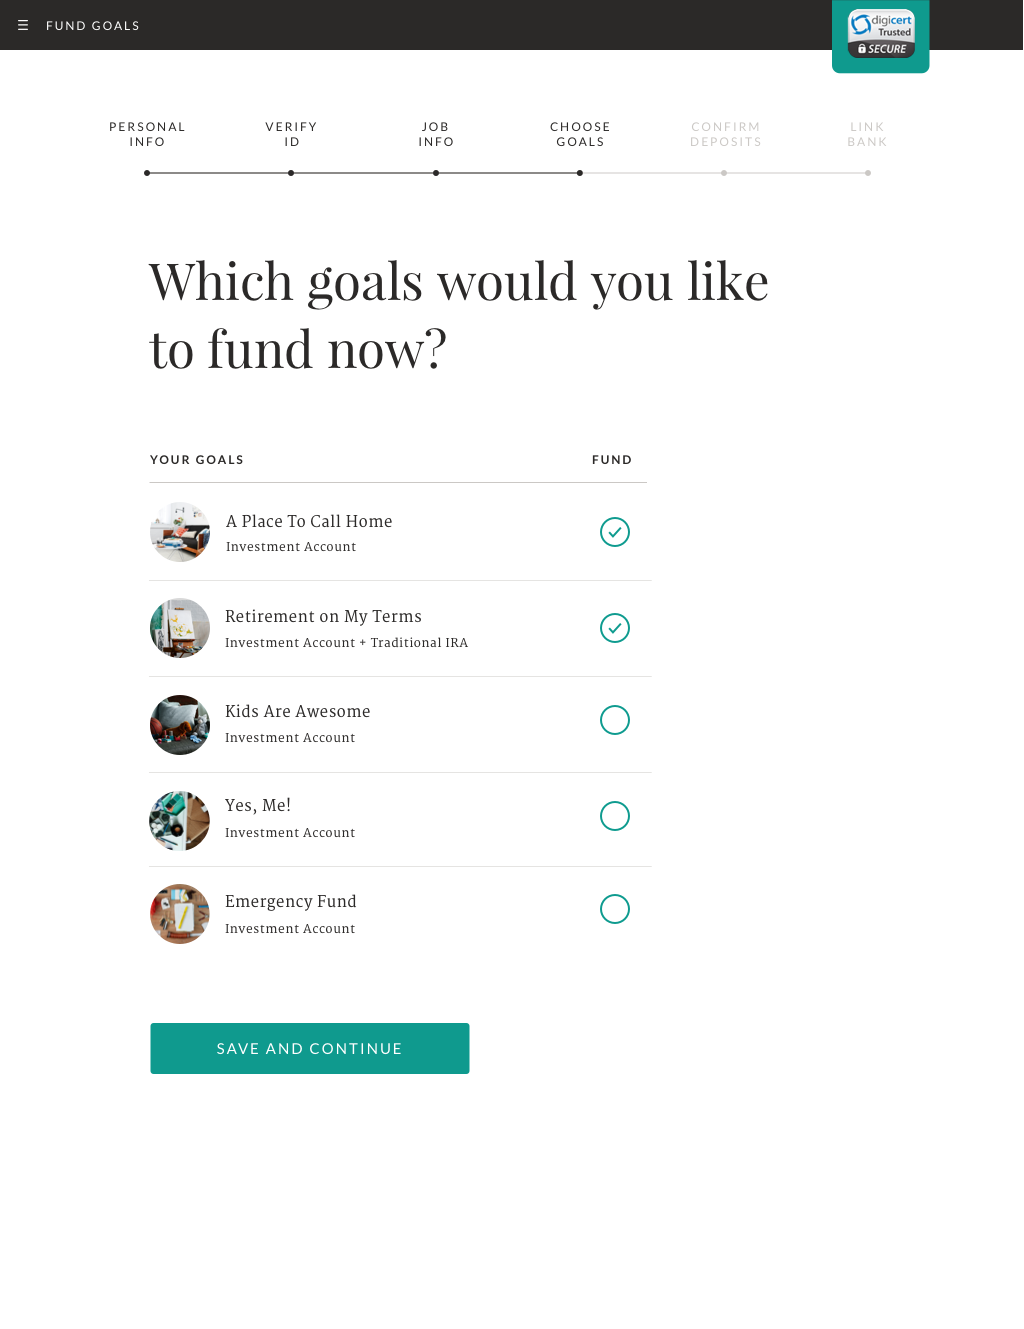 FUND GOALS
digicert
Trusted
SECURE
PERSONAL
INFO
VERIFY
ID
JOB
INFO
CHOOSE
GOALS
CONFIRM
DEPOSITS
LINK
BANK
Which goals would you like
to fund now?
YOUR GOALS FUND
A Place To Call Home
Investment Account
Retirement on My Terms
Investment Account + Traditional IRA
Kids Are Awesome
Investment Account
Yes, Me!
Investment Account
Emergency Fund
Investment Account
SAVE AND CONTINUE